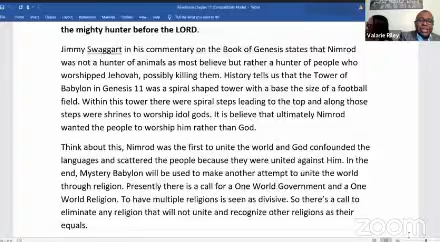 Revelation Chapter 17 [Compatibility Mode] - Word
Valarie Riley
the mighty hunter before the LORD.
Jimmy Swaggart in his commentary on the Book of Genesis states that Nimrod
was not a hunter of animals as most believe but rather a hunter of people who
worshipped Jehovah, possibly killing them. History tells us that the Tower of
Babylon in Genesis 11 was a spiral shaped tower with a base the size of a football
field. Within this tower there were spiral steps leading to the top and along those
steps were shrines to worship idol gods. It is believe that ultimately Nimrod
wanted the people to worship him rather than God.
Think about this, Nimrod was the first to unite the world and God confounded the
languages and scattered the people because they were united against Him. In the
end, Mystery Babylon will be used to make another attempt to unite the world
through religion. Presently there is a call for a One World Government and a One
World Religion. To have multiple religions is seen as divisive. So there's a call to
eliminate any religion that will not unite and recognize other religions as their
equals.
zoom